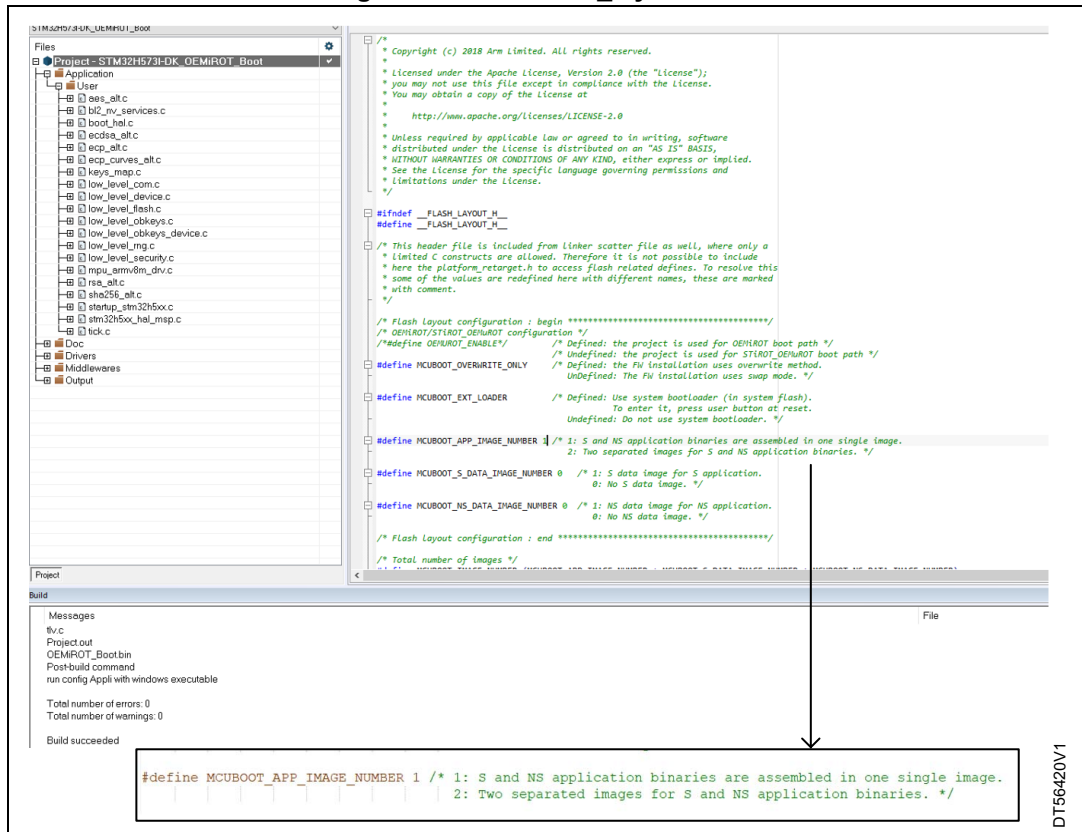 STM32H573I-DK_OEMiROT_Boot
Files
Project - STM32H573I-DK_OEMiROT_Boot
Application
User
aes_alt.c
bl2_nv_services.c
boot_hal.c
ecdsa_alt.c
ecp_alt.c
ecp_curves_alt.c
keys_map.c
low_level_com.c
low_level_device.c
low_level_flash.c
low_level_obkeys.c
low_level_obkeys_device.c
low_level_rng.c
low_level_security.c
mpu_armv8m_drv.c
rsa_alt.c
sha256_alt.c
startup_stm32h5xx.c
stm32h5xx_hal_msp.c
tick.c
Doc
Drivers
Middlewares
Output
Project
/*
* Copyright (c) 2018 Arm Limited. All rights reserved.
*
* Licensed under the Apache License, Version 2.0 (the "License");
* you may not use this file except in compliance with the License.
* You may obtain a copy of the License at
*
* http://www.apache.org/licenses/LICENSE-2.0
*
* Unless required by applicable law or agreed to in writing, software
* distributed under the License is distributed on an "AS IS" BASIS,
* WITHOUT WARRANTIES OR CONDITIONS OF ANY KIND, either express or implied.
* See the License for the specific language governing permissions and
* limitations under the License.
*/
#ifndef __FLASH_LAYOUT_H__
#define __FLASH_LAYOUT_H__
/* This header file is included from linker scatter file as well, where only a
* limited C constructs are allowed. Therefore it is not possible to include
* here the platform_retarget.h to access flash related defines. To resolve this
* some of the values are redefined here with different names, these are marked
* with comment.
*/
/* Flash layout configuration : begin ****************************************/
/* OEMiROT/STiROT_OEMuROT configuration */
/*#define OEMUROT_ENABLE*/ /* Defined: the project is used for OEMiROT boot path */
/* Undefined: the project is used for STiROT_OEMuROT boot path */
#define MCUBOOT_OVERWRITE_ONLY /* Defined: the FW installation uses overwrite method.
UnDefined: The FW installation uses swap mode. */
#define MCUBOOT_EXT_LOADER /* Defined: Use system bootloader (in system flash).
To enter it, press user button at reset.
Undefined: Do not use system bootloader. */
#define MCUBOOT_APP_IMAGE_NUMBER 1 /* 1: S and NS application binaries are assembled in one single image.
2: Two separated images for S and NS application binaries. */
#define MCUBOOT_S_DATA_IMAGE_NUMBER 0 /* 1: S data image for S application.
0: No S data image. */
#define MCUBOOT_NS_DATA_IMAGE_NUMBER 0 /* 1: NS data image for NS application.
0: No NS data image. */
/* Flash layout configuration : end ******************************************/
/* Total number of images */
Build
Messages File
tlv.c
Project.out
OEMiROT_Boot.bin
Post-build command
run config Appli with windows executable
Total number of errors: 0
Total number of warnings: 0
Build succeeded
#define MCUBOOT_APP_IMAGE_NUMBER 1 /* 1: S and NS application binaries are assembled in one single image.
2: Two separated images for S and NS application binaries. */
DT56420V1